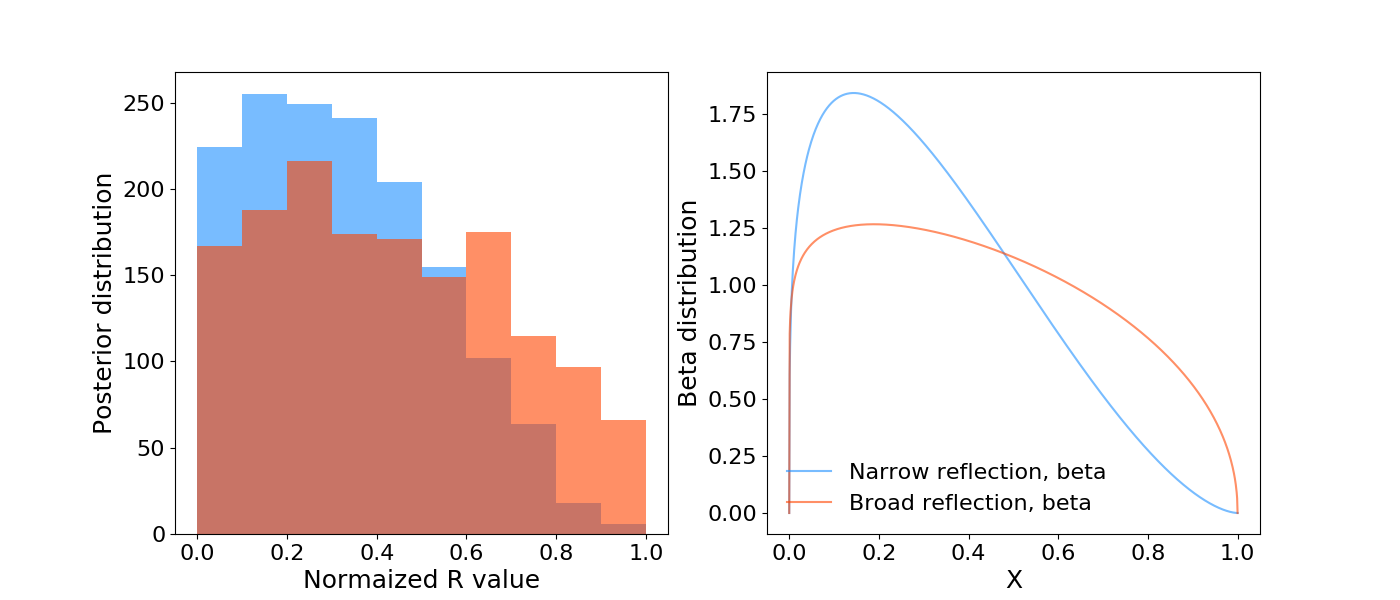 Posterior distribution
250
200
150
100
50
0
0.0 0.2 0.4 0.6 0.8 1.0
Normaized R value
Beta distribution
1.75
1.50
1.25
1.00
0.75
0.50
0.25
0.00
Narrow reflection, beta
Broad reflection, beta
0.0 0.2 0.4 0.6 0.8 1.0
X